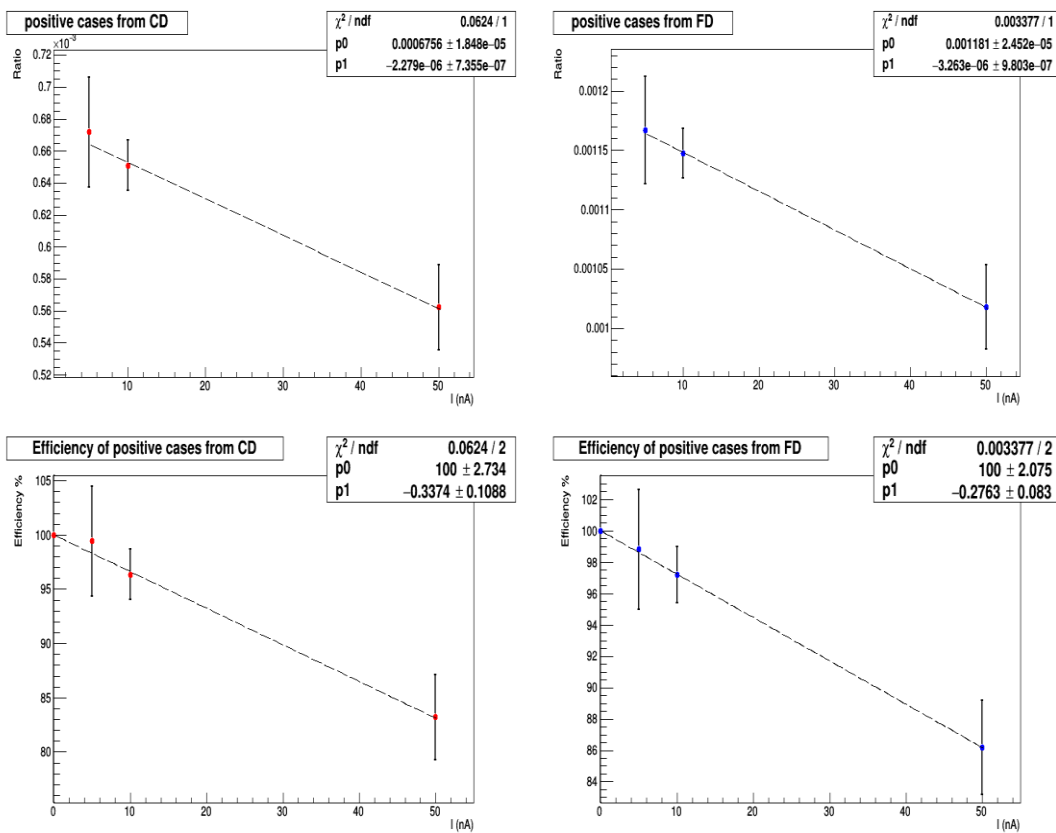 positive cases from CD
χ² / ndf 0.0624 / 1
p0 0.0006756 ± 1.848e−05
p1 −2.279e−06 ± 7.355e−07
×10⁻³
Ratio
0.72
0.7
0.68
0.66
0.64
0.62
0.6
0.58
0.56
0.54
0.52
10 20 30 40 50
I (nA)
positive cases from FD
χ² / ndf 0.003377 / 1
p0 0.001181 ± 2.452e−05
p1 −3.263e−06 ± 9.803e−07
Ratio
0.0012
0.00115
0.0011
0.00105
0.001
10 20 30 40 50
I (nA)
Efficiency of positive cases from CD
χ² / ndf 0.0624 / 2
p0 100 ± 2.734
p1 −0.3374 ± 0.1088
Efficiency %
105
100
95
90
85
80
0 10 20 30 40 50
I (nA)
Efficiency of positive cases from FD
χ² / ndf 0.003377 / 2
p0 100 ± 2.075
p1 −0.2763 ± 0.083
Efficiency %
102
100
98
96
94
92
90
88
86
84
0 10 20 30 40 50
I (nA)